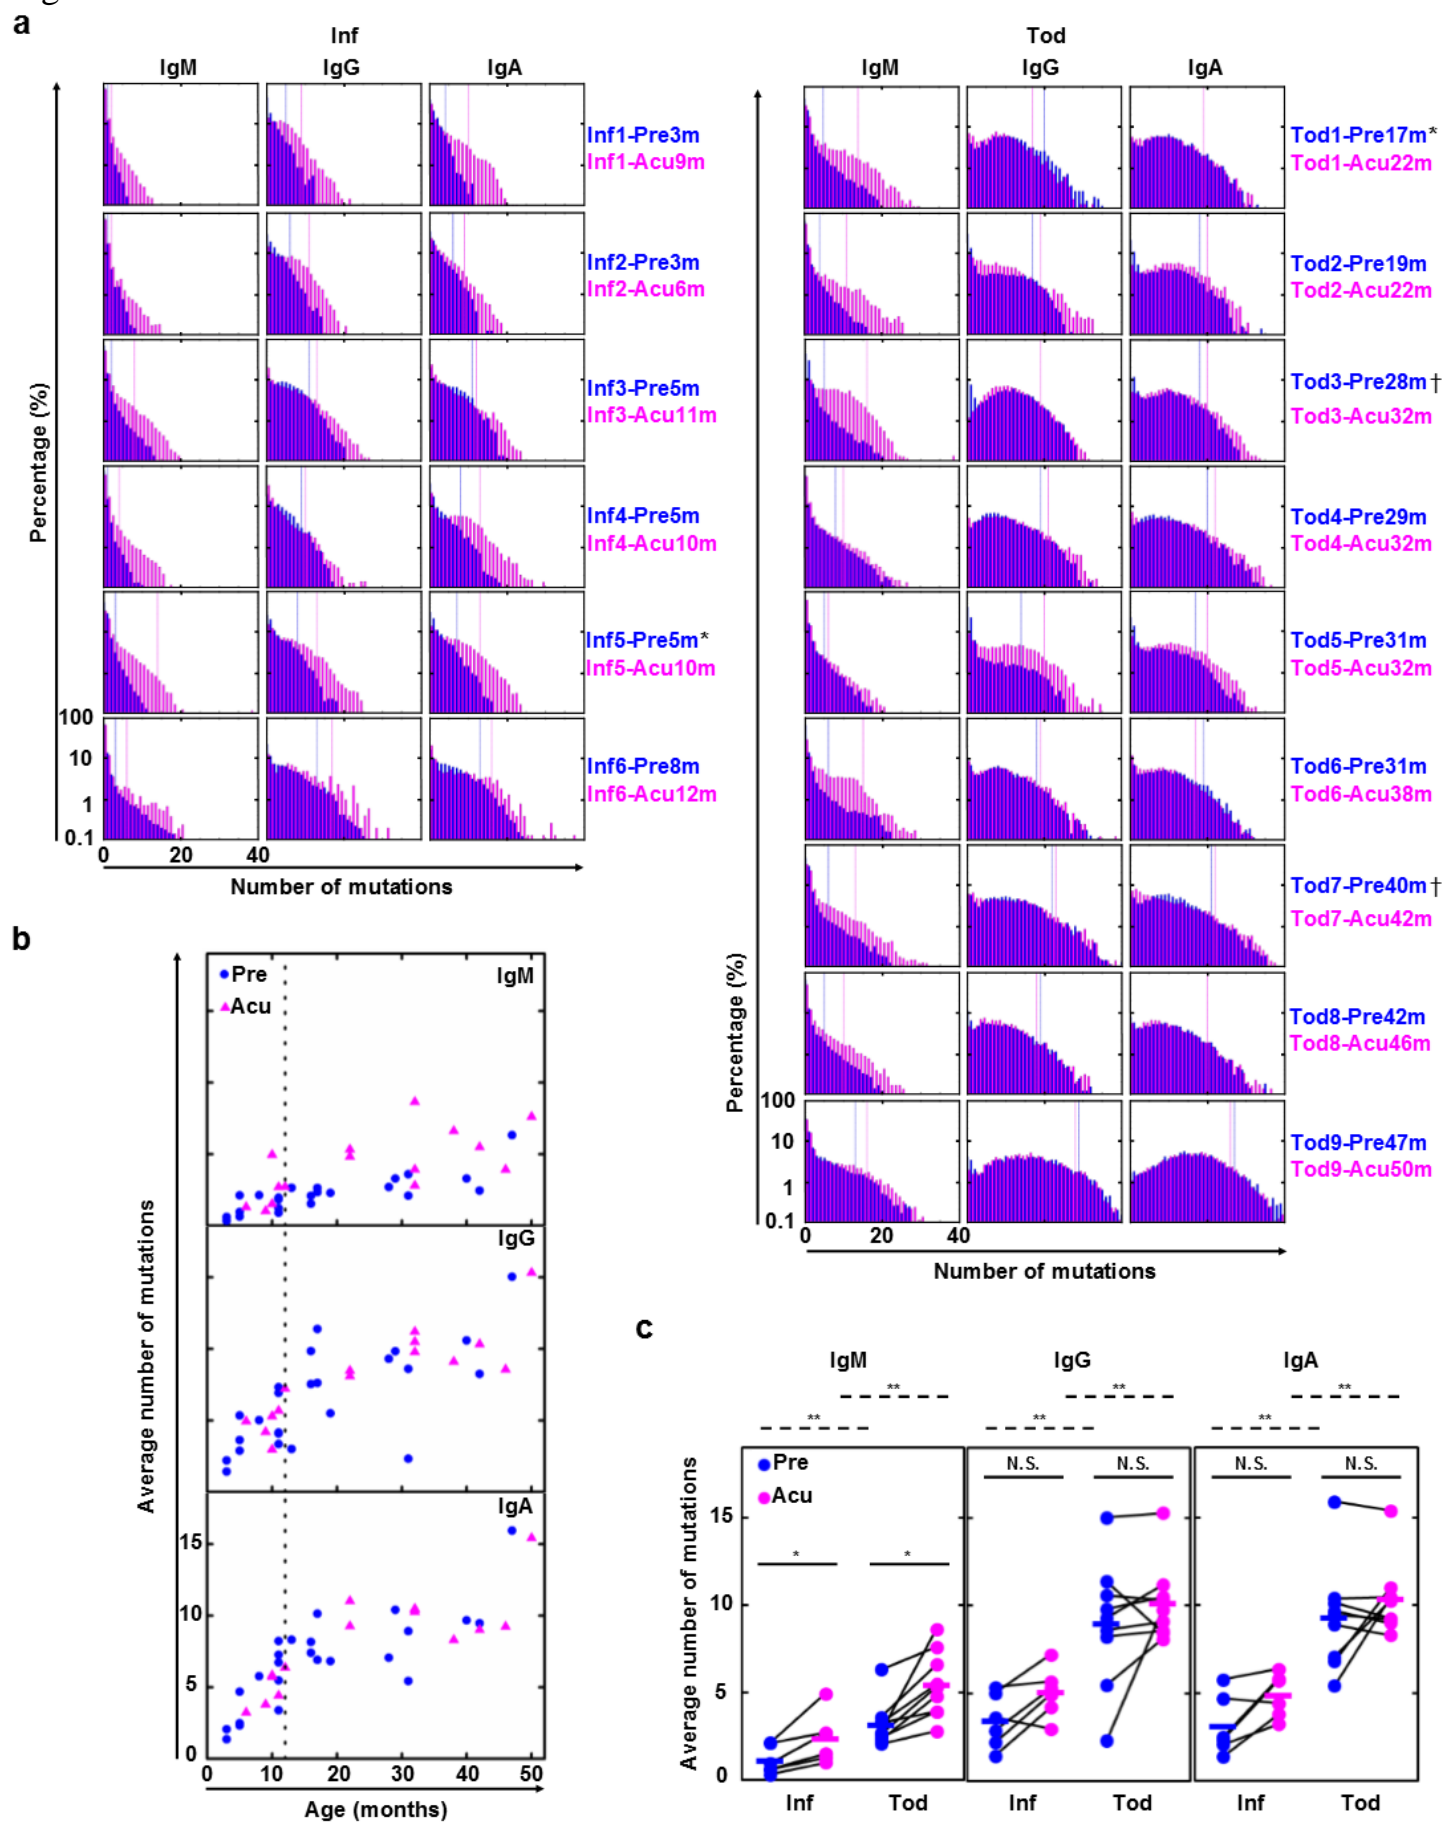 a
Inf
IgM IgG IgA
Inf1-Pre3m
Inf1-Acu9m
Inf2-Pre3m
Inf2-Acu6m
Inf3-Pre5m
Inf3-Acu11m
Inf4-Pre5m
Inf4-Acu10m
Inf5-Pre5m*
Inf5-Acu10m
Inf6-Pre8m
Inf6-Acu12m
Percentage (%)
100
10
1
0.1
0 20 40
Number of mutations
Tod
IgM IgG IgA
Tod1-Pre17m*
Tod1-Acu22m
Tod2-Pre19m
Tod2-Acu22m
Tod3-Pre28m†
Tod3-Acu32m
Tod4-Pre29m
Tod4-Acu32m
Tod5-Pre31m
Tod5-Acu32m
Tod6-Pre31m
Tod6-Acu38m
Tod7-Pre40m†
Tod7-Acu42m
Tod8-Pre42m
Tod8-Acu46m
Tod9-Pre47m
Tod9-Acu50m
Percentage (%)
100
10
1
0.1
0 20 40
Number of mutations
b
Pre
Acu
IgM
IgG
IgA
Average number of mutations
15
10
5
0
0 10 20 30 40 50
Age (months)
c
IgM IgG IgA
** ** **
** ** **
Pre
Acu
N.S. N.S. N.S. N.S.
* *
Average number of mutations
15
10
5
0
Inf Tod Inf Tod Inf Tod